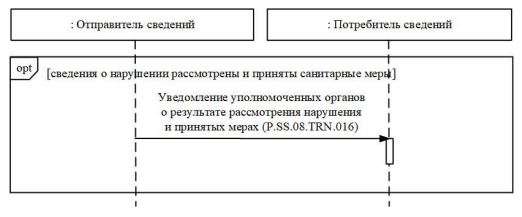 : Отправитель сведений
: Потребитель сведений
opt
[сведения о нарушении рассмотрены и приняты санитарные меры]
Уведомление уполномоченных органов
о результате рассмотрения нарушения
и принятых мерах (P.SS.08.TRN.016)